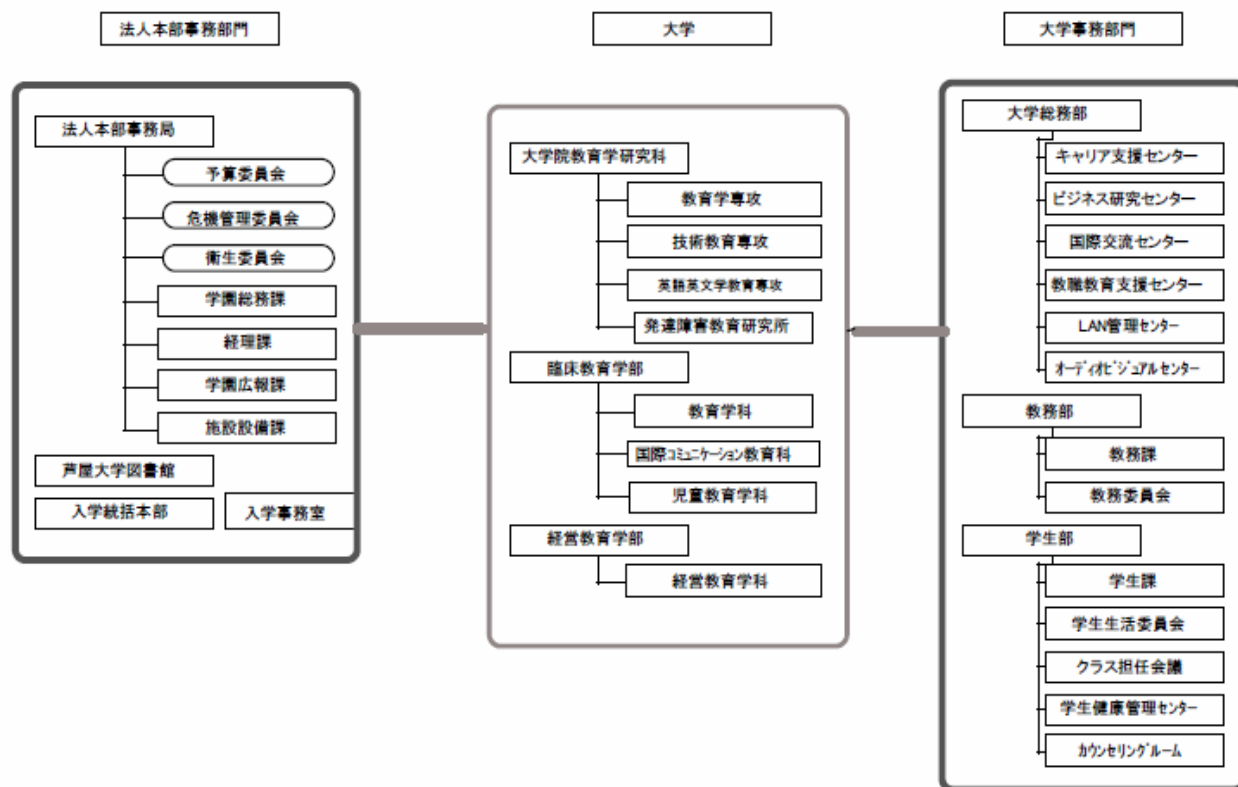 法人本部事務部門
大学
大学事務部門
法人本部事務局
予算委員会
危機管理委員会
衛生委員会
学園総務課
経理課
学園広報課
施設設備課
芦屋大学図書館
入学統括本部
入学事務室
大学院教育学研究科
教育学専攻
技術教育専攻
英語英文学教育専攻
発達障害教育研究所
臨床教育学部
教育学科
国際ｺﾐｭﾆｹｰｼｮﾝ教育科
児童教育学科
経営教育学部
経営教育学科
大学総務部
キャリア支援センター
ビジネス研究センター
国際交流センター
教職教育支援センター
LAN管理センター
オーディオﾋﾞｼﾞｭｱﾙセンター
教務部
教務課
教務委員会
学生部
学生課
学生生活委員会
クラス担任会議
学生健康管理センター
カウンセリングルーム